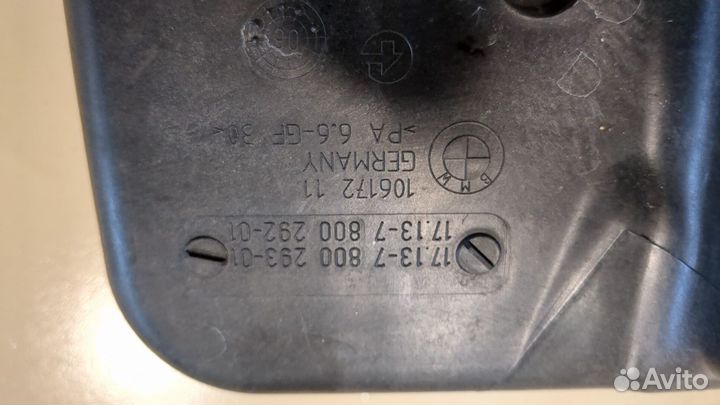 17.13-7 800 293-01
17.13-7 800 292-01
106172 11
GERMANY
>PA 6.6-GF 30<
BMW
Avito